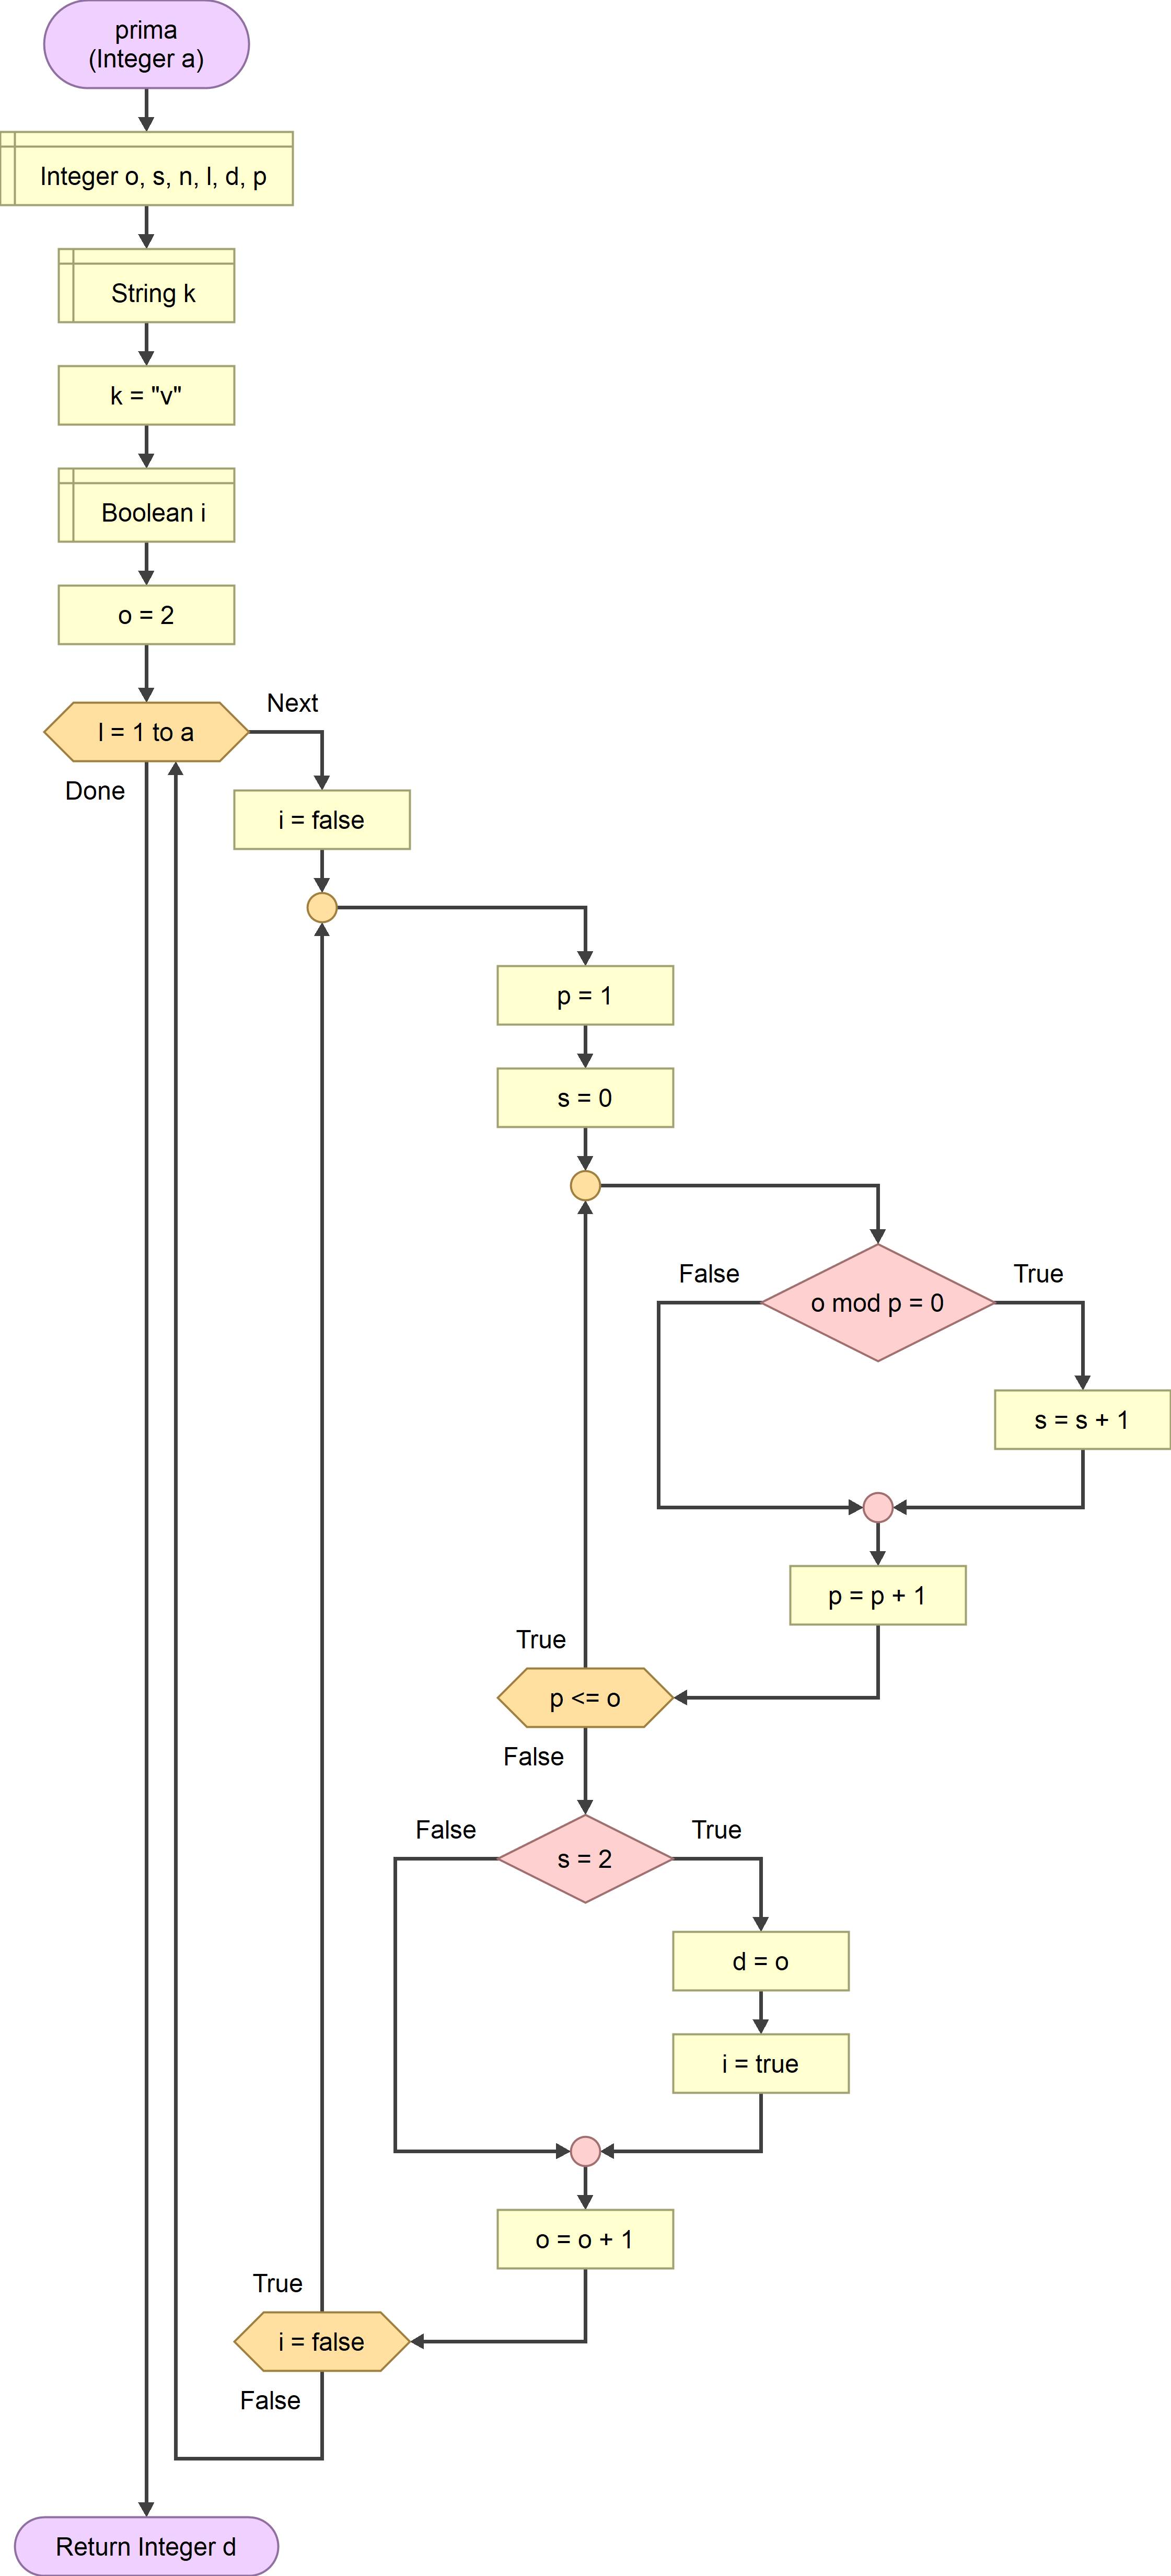 prima
(Integer a)
Integer o, s, n, l, d, p
String k
k = "v"
Boolean i
o = 2
l = 1 to a
Next
Done
i = false
p = 1
s = 0
o mod p = 0
False
True
s = s + 1
p = p + 1
True
p <= o
False
s = 2
False
True
d = o
i = true
o = o + 1
True
i = false
False
Return Integer d